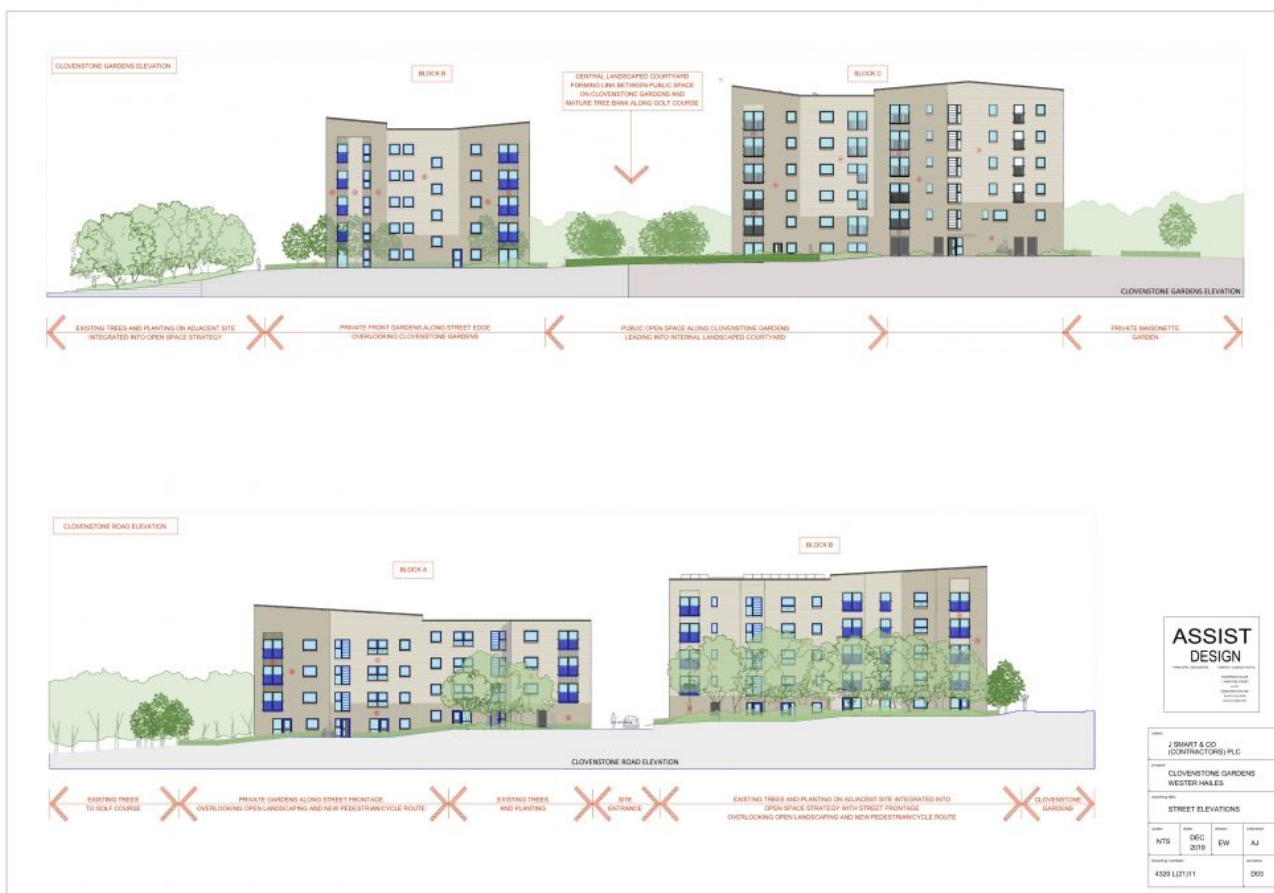 CLOVENSTONE GARDENS ELEVATION
BLOCK B
CENTRAL LANDSCAPED COURTYARD
FORMING LINK BETWEEN PUBLIC SPACE
ON CLOVENSTONE GARDENS AND
MATURE TREE BANK ALONG GOLF COURSE
BLOCK C
CLOVENSTONE GARDENS ELEVATION
EXISTING TREES AND PLANTING ON ADJACENT SITE
INTEGRATED INTO OPEN SPACE STRATEGY
PRIVATE FRONT GARDENS ALONG STREET EDGE
OVERLOOKING CLOVENSTONE GARDENS
PUBLIC OPEN SPACE ALONG CLOVENSTONE GARDENS
LEADING INTO INTERNAL LANDSCAPED COURTYARD
PRIVATE MAISONETTE
GARDEN
CLOVENSTONE ROAD ELEVATION
BLOCK A
BLOCK B
CLOVENSTONE ROAD ELEVATION
EXISTING TREES
TO GOLF COURSE
PRIVATE GARDENS ALONG STREET FRONTAGE
OVERLOOKING OPEN LANDSCAPING AND NEW PEDESTRIAN/CYCLE ROUTE
EXISTING TREES
AND PLANTING
SITE
ENTRANCE
EXISTING TREES AND PLANTING ON ADJACENT SITE INTEGRATED INTO
OPEN SPACE STRATEGY WITH STREET FRONTAGE
OVERLOOKING OPEN LANDSCAPING AND NEW PEDESTRIAN/CYCLE ROUTE
CLOVENSTONE
GARDENS
ASSIST
DESIGN
J SMART & CO
(CONTRACTORS) PLC
CLOVENSTONE GARDENS
WESTER HAILES
STREET ELEVATIONS
NTS
DEC
2019
EW
AJ
4320 L(21)11
D03